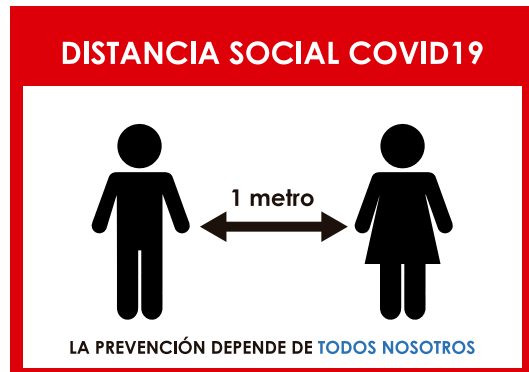 DISTANCIA SOCIAL COVID19
1 metro
LA PREVENCIÓN DEPENDE DE TODOS NOSOTROS